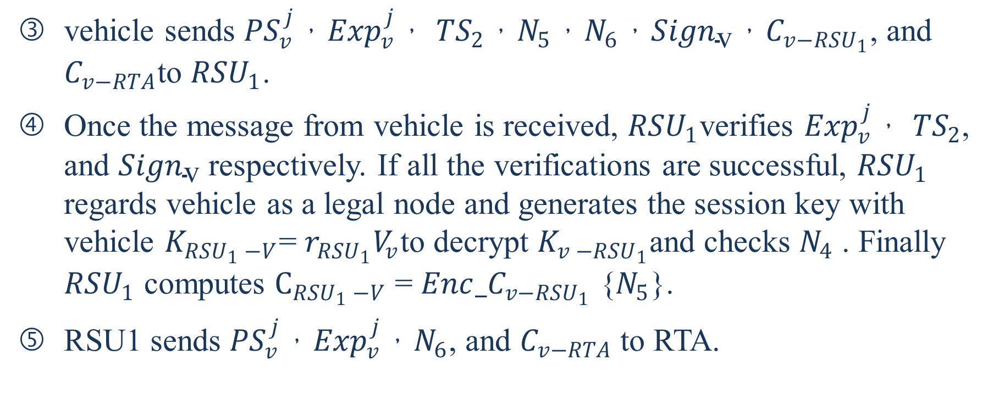 ③ vehicle sends $PS_v^j$ , $Exp_v^j$ , $TS_2$ , $N_5$ , $N_6$ , $Sign_{\text{-V}}$ , $C_{v-RSU_1}$, and
$C_{v-RTA}$to $RSU_1$.
④ Once the message from vehicle is received, $RSU_1$verifies $Exp_v^j$ , $TS_2$,
and $Sign_{\text{-V}}$ respectively. If all the verifications are successful, $RSU_1$
regards vehicle as a legal node and generates the session key with
vehicle $K_{RSU_1-V}$= $r_{RSU_1}V_v$to decrypt $K_{v-RSU_1}$and checks $N_4$ . Finally
$RSU_1$ computes $\mathrm{C}_{RSU_1-V}$ = $Enc\_C_{v-RSU_1}$ {$N_5$}.
⑤ RSU1 sends $PS_v^j$ , $Exp_v^j$ , $N_6$, and $C_{v-RTA}$ to RTA.